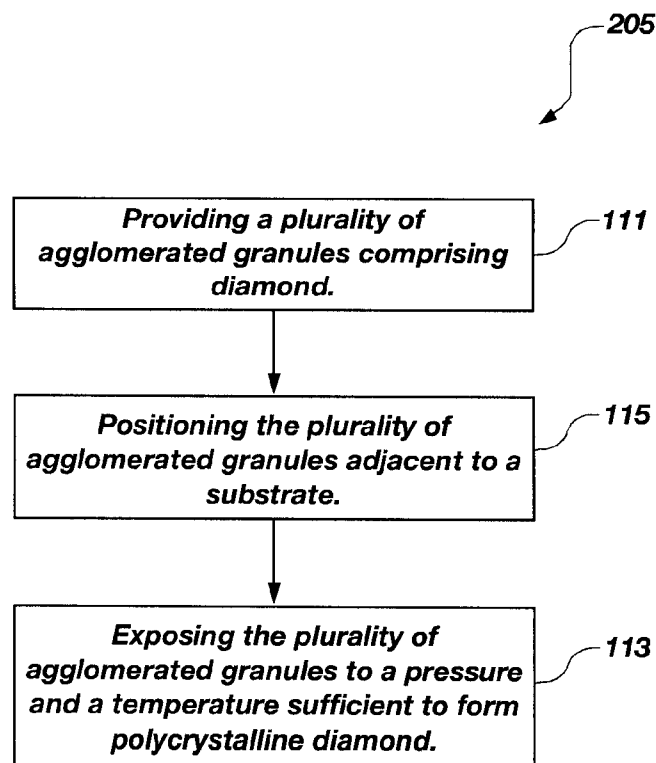 205
Providing a plurality of
agglomerated granules comprising
diamond.
111
Positioning the plurality of
agglomerated granules adjacent to a
substrate.
115
Exposing the plurality of
agglomerated granules to a pressure
and a temperature sufficient to form
polycrystalline diamond.
113